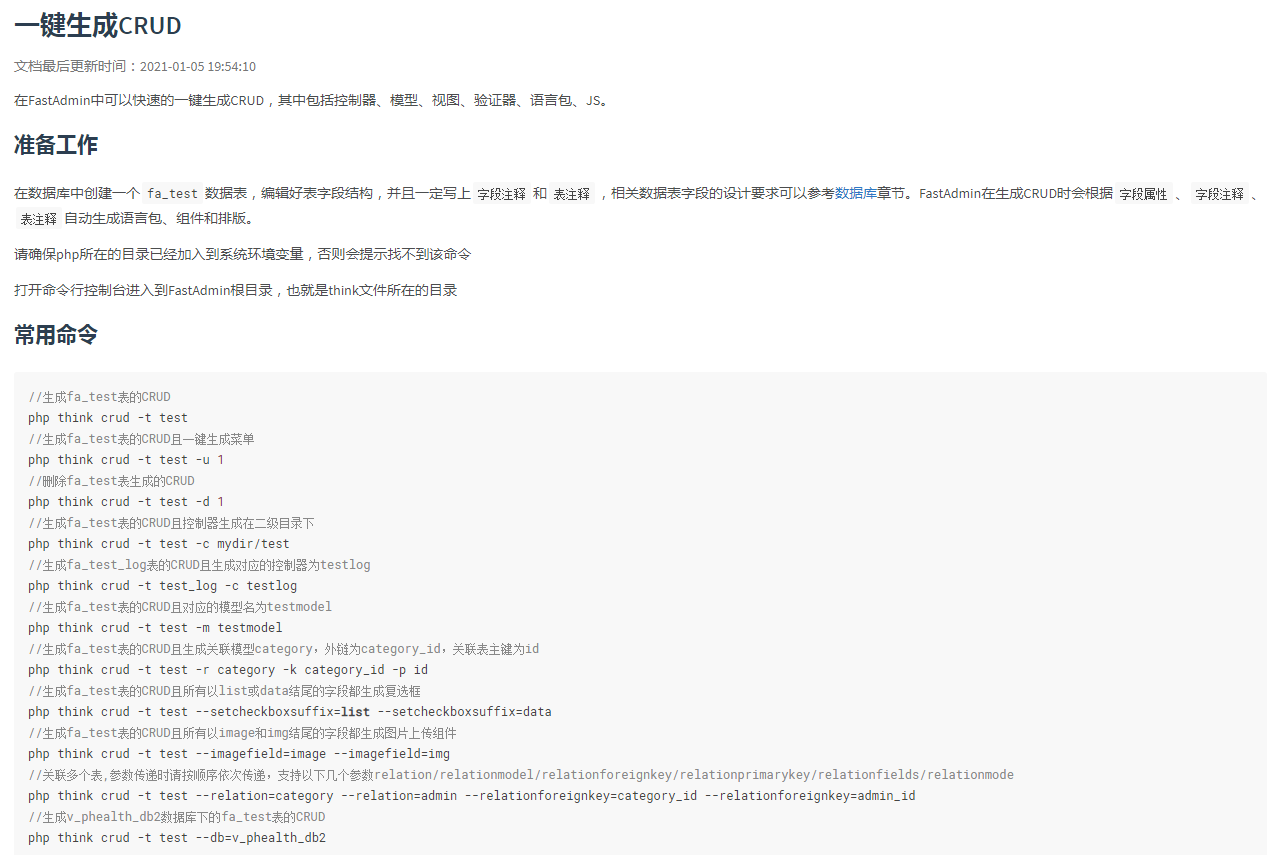 一键生成CRUD
文档最后更新时间：2021-01-05 19:54:10
在FastAdmin中可以快速的一键生成CRUD，其中包括控制器、模型、视图、验证器、语言包、JS。
准备工作
在数据库中创建一个 fa_test 数据表，编辑好表字段结构，并且一定写上 字段注释 和 表注释 ，相关数据表字段的设计要求可以参考数据库章节。FastAdmin在生成CRUD时会根据 字段属性 、 字段注释 、
表注释 自动生成语言包、组件和排版。
请确保php所在的目录已经加入到系统环境变量，否则会提示找不到该命令
打开命令行控制台进入到FastAdmin根目录，也就是think文件所在的目录
常用命令
//生成fa_test表的CRUD
php think crud -t test
//生成fa_test表的CRUD且一键生成菜单
php think crud -t test -u 1
//删除fa_test表生成的CRUD
php think crud -t test -d 1
//生成fa_test表的CRUD且控制器生成在二级目录下
php think crud -t test -c mydir/test
//生成fa_test_log表的CRUD且生成对应的控制器为testlog
php think crud -t test_log -c testlog
//生成fa_test表的CRUD且对应的模型名为testmodel
php think crud -t test -m testmodel
//生成fa_test表的CRUD且生成关联模型category，外链为category_id，关联表主键为id
php think crud -t test -r category -k category_id -p id
//生成fa_test表的CRUD且所有以list或data结尾的字段都生成复选框
php think crud -t test --setcheckboxsuffix=list --setcheckboxsuffix=data
//生成fa_test表的CRUD且所有以image和img结尾的字段都生成图片上传组件
php think crud -t test --imagefield=image --imagefield=img
//关联多个表,参数传递时请按顺序依次传递，支持以下几个参数relation/relationmodel/relationforeignkey/relationprimarykey/relationfields/relationmode
php think crud -t test --relation=category --relation=admin --relationforeignkey=category_id --relationforeignkey=admin_id
//生成v_phealth_db2数据库下的fa_test表的CRUD
php think crud -t test --db=v_phealth_db2